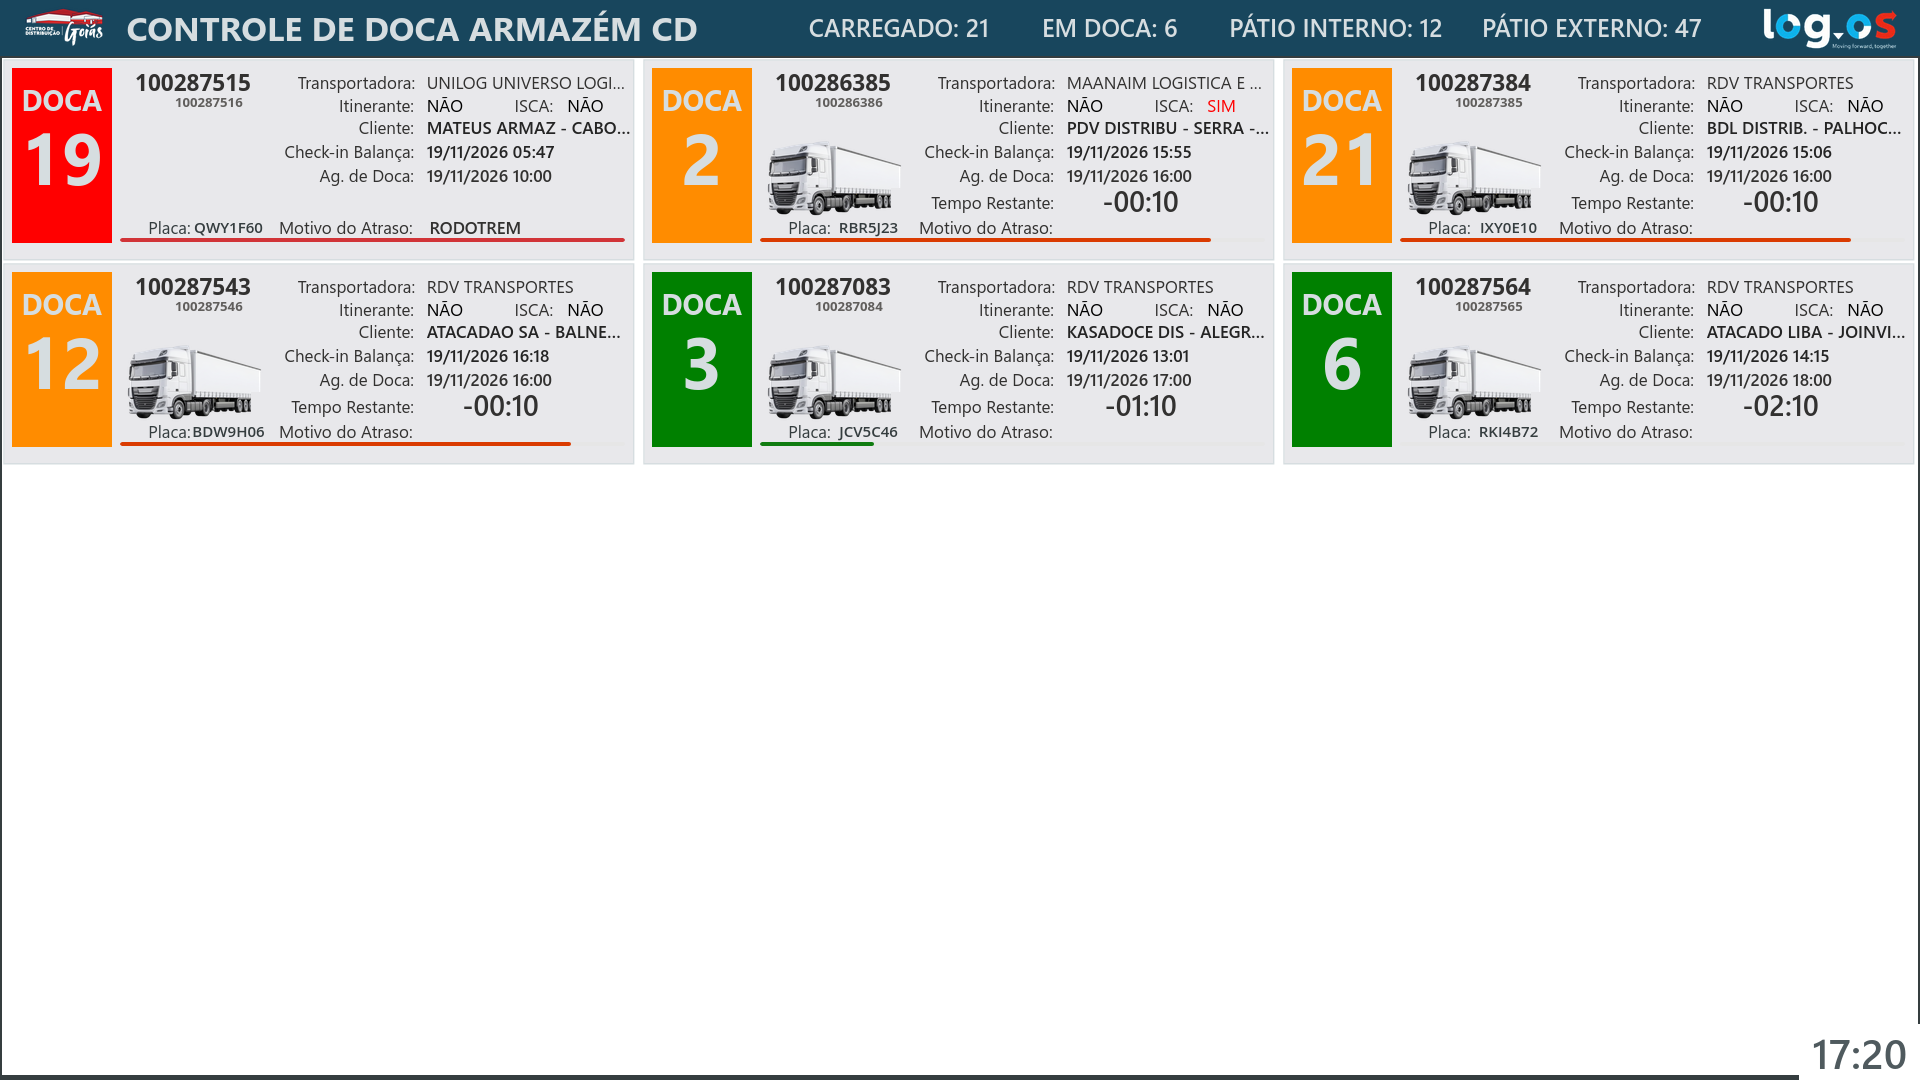 CENTRO DE DISTRIBUIÇÃO Goiás
CONTROLE DE DOCA ARMAZÉM CD
CARREGADO: 21
EM DOCA: 6
PÁTIO INTERNO: 12
PÁTIO EXTERNO: 47
log.os
Moving forward, together
DOCA
19
100287515
100287516
Transportadora: UNILOG UNIVERSO LOGI...
Itinerante: NÃO ISCA: NÃO
Cliente: MATEUS ARMAZ - CABO...
Check-in Balança: 19/11/2026 05:47
Ag. de Doca: 19/11/2026 10:00
Placa: QWY1F60 Motivo do Atraso: RODOTREM
DOCA
2
100286385
100286386
Transportadora: MAANAIM LOGISTICA E ...
Itinerante: NÃO ISCA: SIM
Cliente: PDV DISTRIBU - SERRA -...
Check-in Balança: 19/11/2026 15:55
Ag. de Doca: 19/11/2026 16:00
Tempo Restante: -00:10
Placa: RBR5J23 Motivo do Atraso:
DOCA
21
100287384
100287385
Transportadora: RDV TRANSPORTES
Itinerante: NÃO ISCA: NÃO
Cliente: BDL DISTRIB. - PALHOC...
Check-in Balança: 19/11/2026 15:06
Ag. de Doca: 19/11/2026 16:00
Tempo Restante: -00:10
Placa: IXY0E10 Motivo do Atraso:
DOCA
12
100287543
100287546
Transportadora: RDV TRANSPORTES
Itinerante: NÃO ISCA: NÃO
Cliente: ATACADAO SA - BALNE...
Check-in Balança: 19/11/2026 16:18
Ag. de Doca: 19/11/2026 16:00
Tempo Restante: -00:10
Placa: BDW9H06 Motivo do Atraso:
DOCA
3
100287083
100287084
Transportadora: RDV TRANSPORTES
Itinerante: NÃO ISCA: NÃO
Cliente: KASADOCE DIS - ALEGR...
Check-in Balança: 19/11/2026 13:01
Ag. de Doca: 19/11/2026 17:00
Tempo Restante: -01:10
Placa: JCV5C46 Motivo do Atraso:
DOCA
6
100287564
100287565
Transportadora: RDV TRANSPORTES
Itinerante: NÃO ISCA: NÃO
Cliente: ATACADO LIBA - JOINVI...
Check-in Balança: 19/11/2026 14:15
Ag. de Doca: 19/11/2026 18:00
Tempo Restante: -02:10
Placa: RKI4B72 Motivo do Atraso:
17:20